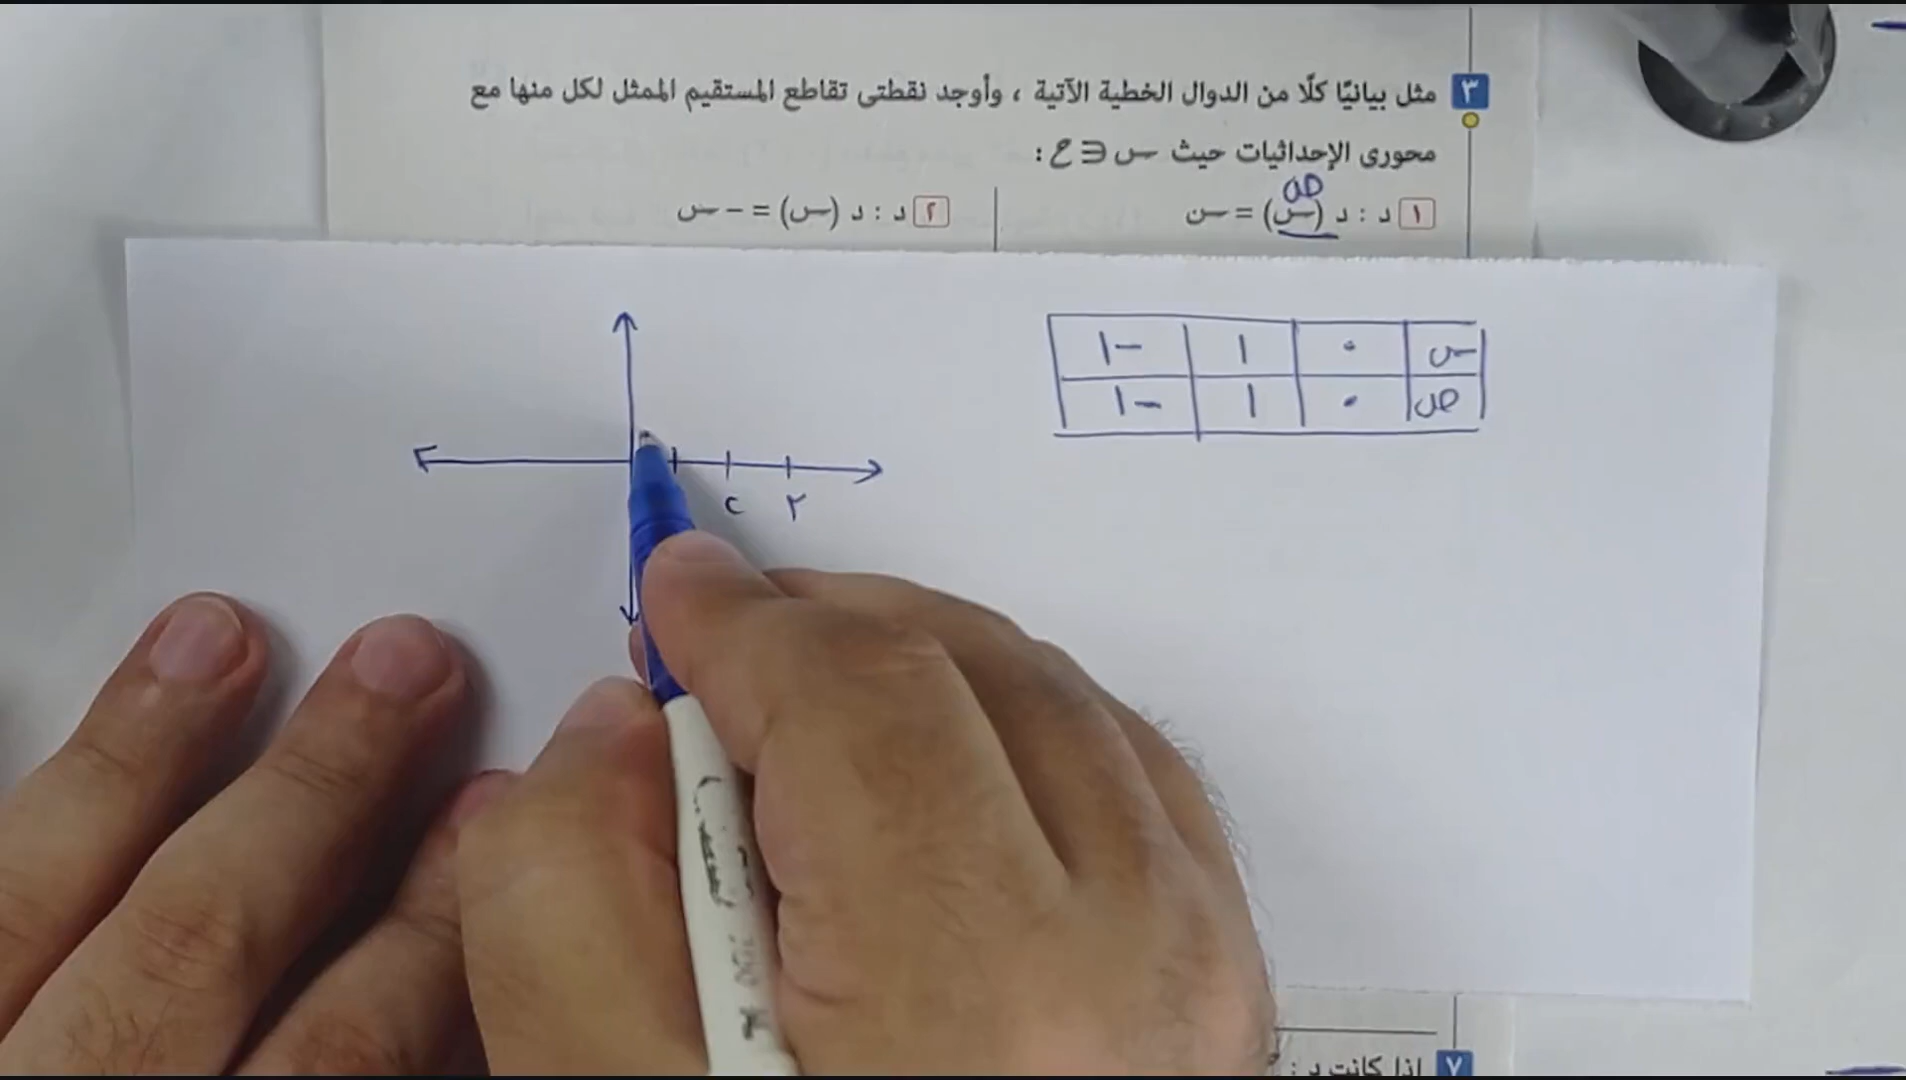 ٣ مثل بيانيًا كلًا من الدوال الخطية الآتية ، وأوجد نقطتى تقاطع المستقيم الممثل لكل منها مع
محورى الإحداثيات حيث س ∈ ح :
ص
١ د : د (س) = س
٢ د : د (س) = – س
س ٠ ١ -١
ص ٠ ١ -١
٢ ٣
٧ إذا كانت د :